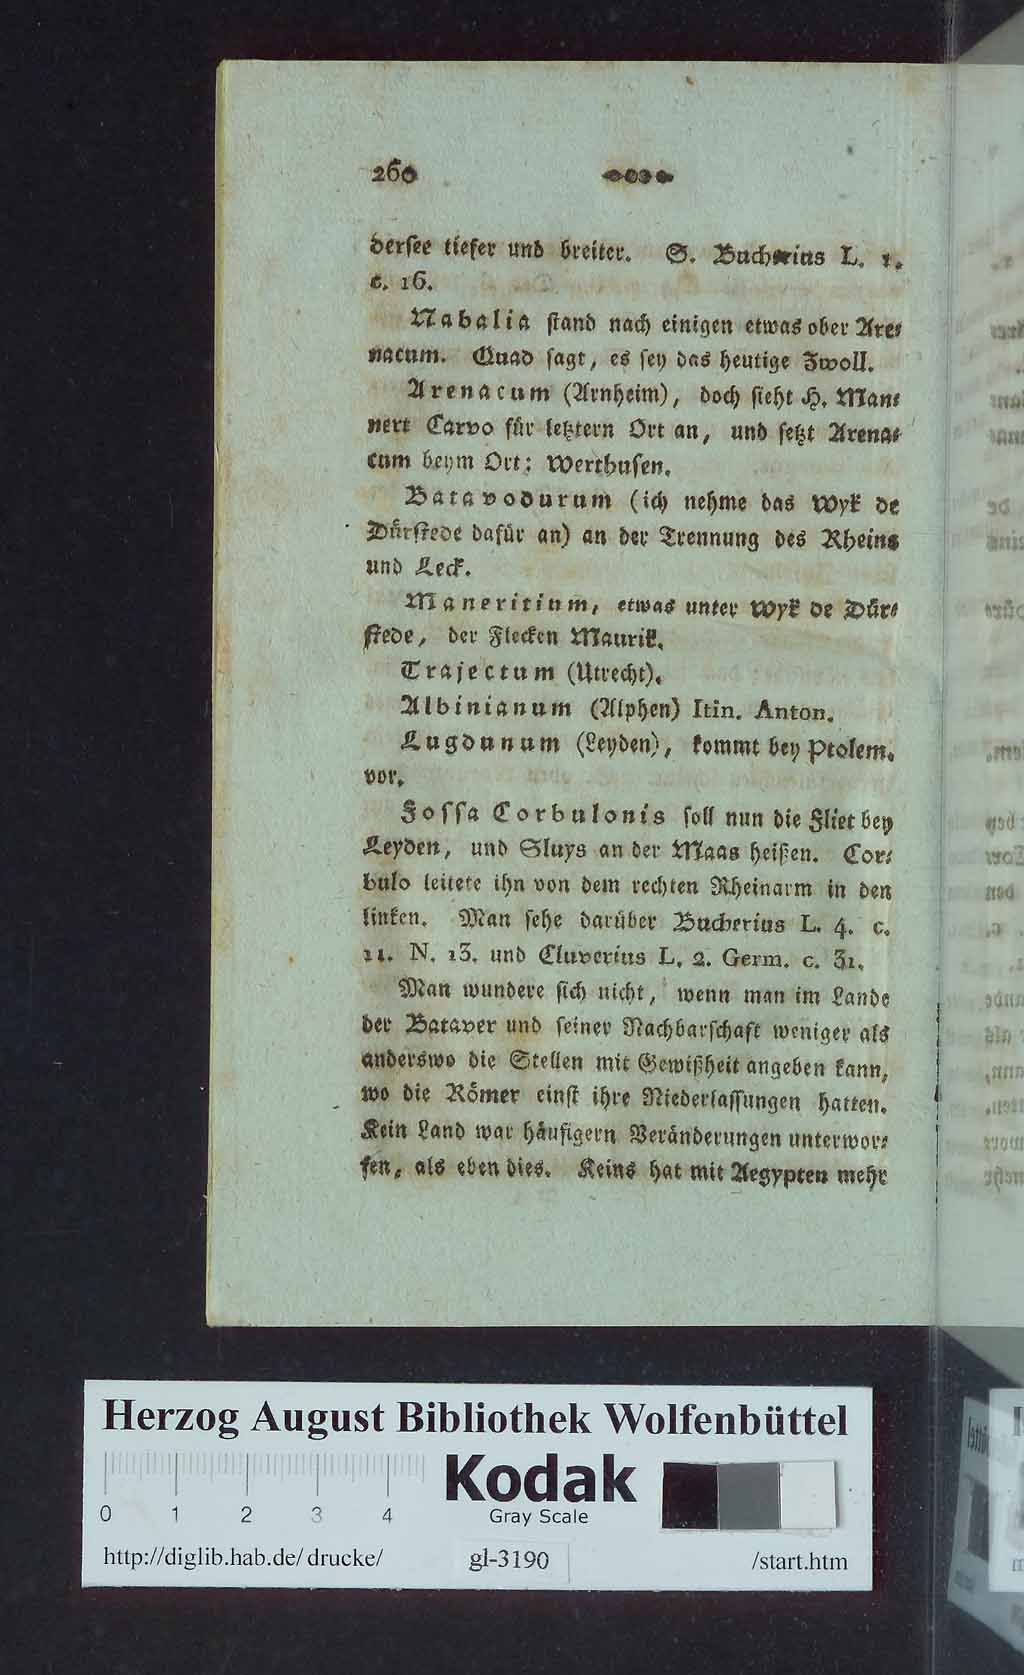 260
derſee tiefer und breiter. S. Bucherius L. 1.
c. 16.
Nabalia ſtand nach einigen etwas ober Are⸗
nacum. Quad ſagt, es ſey das heutige Zwoll.
Arenacum (Arnheim), doch ſieht H. Man⸗
nert Carvo für letztern Ort an, und ſetzt Arena⸗
cum beym Ort: Werthuſen.
Batavodurum (ich nehme das Wyk de
Dürſtede dafür an) an der Trennung des Rheins
und Leck.
Maneritium, etwas unter Wyk de Dür⸗
ſtede, der Flecken Maurik.
Trajectum (Utrecht).
Albinianum (Alphen) Itin. Anton.
Lugdunum (Leyden), kommt bey Ptolem.
vor.
Foſſa Corbulonis ſoll nun die Fliet bey
Leyden, und Sluys an der Maas heißen. Cor⸗
bulo leitete ihn von dem rechten Rheinarm in den
linken. Man ſehe darüber Bucherius L. 4. c.
11. N. 13. und Cluverius L. 2. Germ. c. 31.
Man wundere ſich nicht, wenn man im Lande
der Bataver und ſeiner Nachbarſchaft weniger als
anderswo die Stellen mit Gewißheit angeben kann,
wo die Römer einſt ihre Niederlaſſungen hatten.
Kein Land war häufigern Veränderungen unterwor⸗
fen, als eben dies. Keins hat mit Aegypten mehr
Herzog August Bibliothek Wolfenbüttel
Kodak
0 1 2 3 4
Gray Scale
http://diglib.hab.de/drucke/ gl-3190 /start.htm